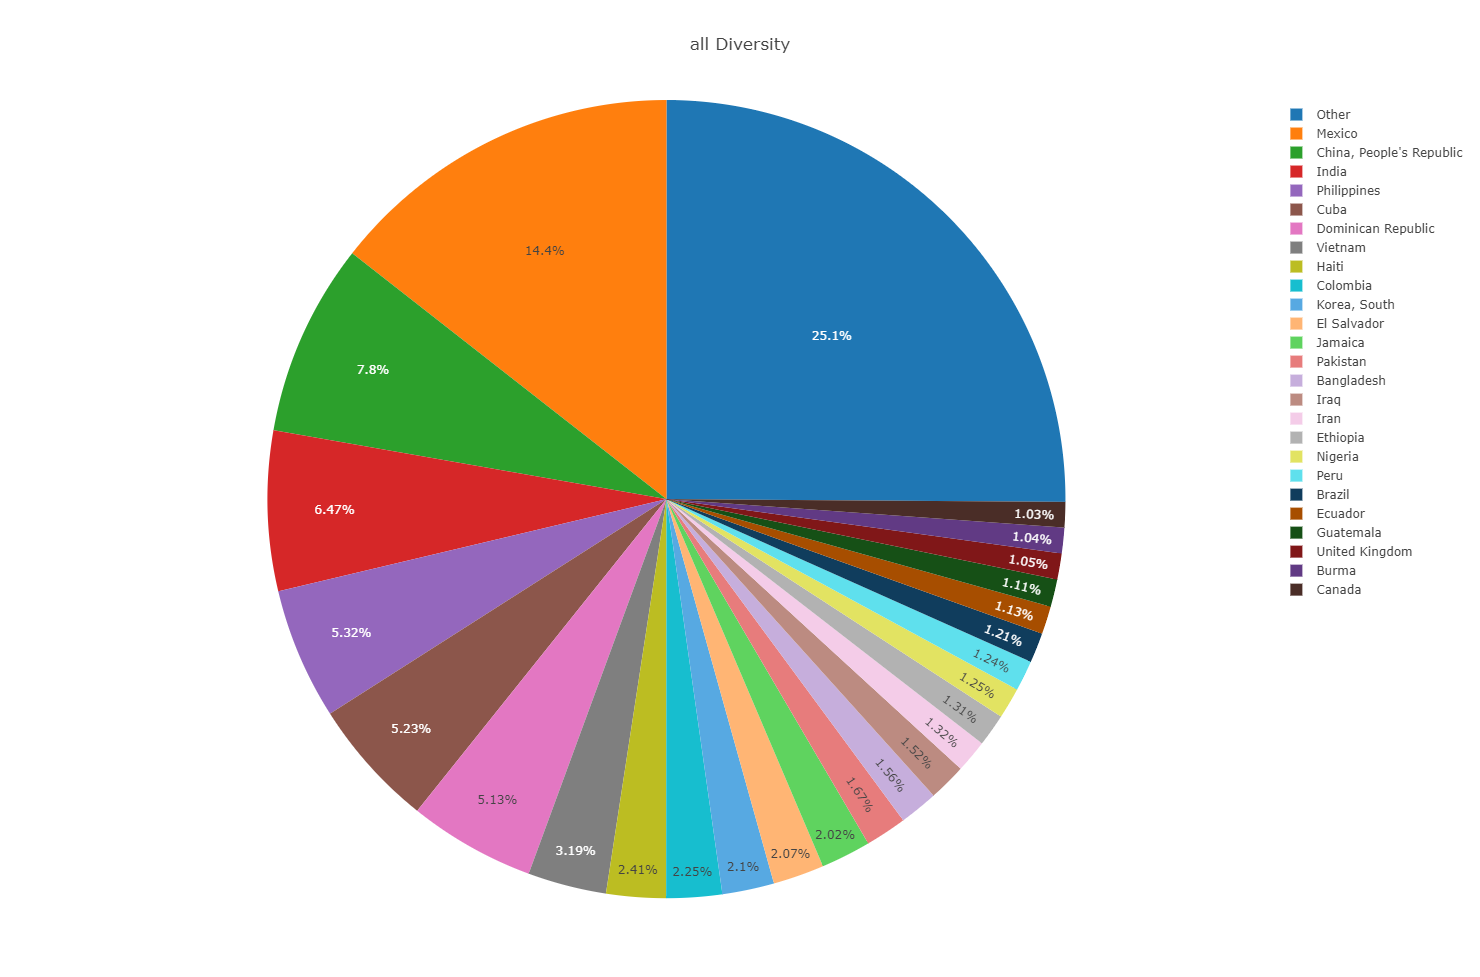 all Diversity
25.1%
14.4%
7.8%
6.47%
5.32%
5.23%
5.13%
3.19%
2.41%
2.25%
2.1%
2.07%
2.02%
1.67%
1.56%
1.52%
1.32%
1.31%
1.25%
1.24%
1.21%
1.13%
1.11%
1.05%
1.04%
1.03%
Other
Mexico
China, People's Republic
India
Philippines
Cuba
Dominican Republic
Vietnam
Haiti
Colombia
Korea, South
El Salvador
Jamaica
Pakistan
Bangladesh
Iraq
Iran
Ethiopia
Nigeria
Peru
Brazil
Ecuador
Guatemala
United Kingdom
Burma
Canada